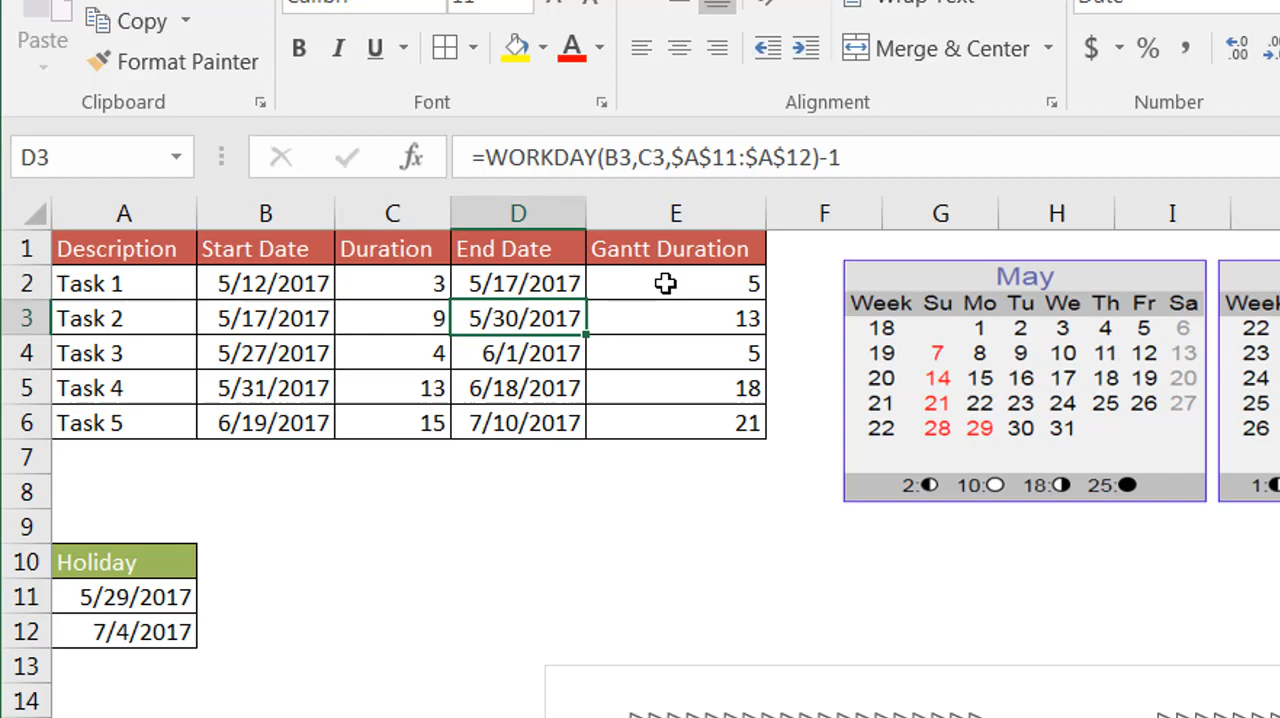 Calibri 11 Wrap Text Date
Copy
Paste
B I U A Merge & Center $ % , .0 .00
Format Painter
Clipboard Font Alignment Number
D3 fx =WORKDAY(B3,C3,$A$11:$A$12)-1
A B C D E F G H I
1 Description Start Date Duration End Date Gantt Duration
2 Task 1 5/12/2017 3 5/17/2017 5
3 Task 2 5/17/2017 9 5/30/2017 13
4 Task 3 5/27/2017 4 6/1/2017 5
5 Task 4 5/31/2017 13 6/18/2017 18
6 Task 5 6/19/2017 15 7/10/2017 21
7
8
9
10 Holiday
11 5/29/2017
12 7/4/2017
13
14
May
Week Su Mo Tu We Th Fr Sa
18 1 2 3 4 5 6
19 7 8 9 10 11 12 13
20 14 15 16 17 18 19 20
21 21 22 23 24 25 26 27
22 28 29 30 31
2: 10: 18: 25:
Week
22
23
24
25
26
1: